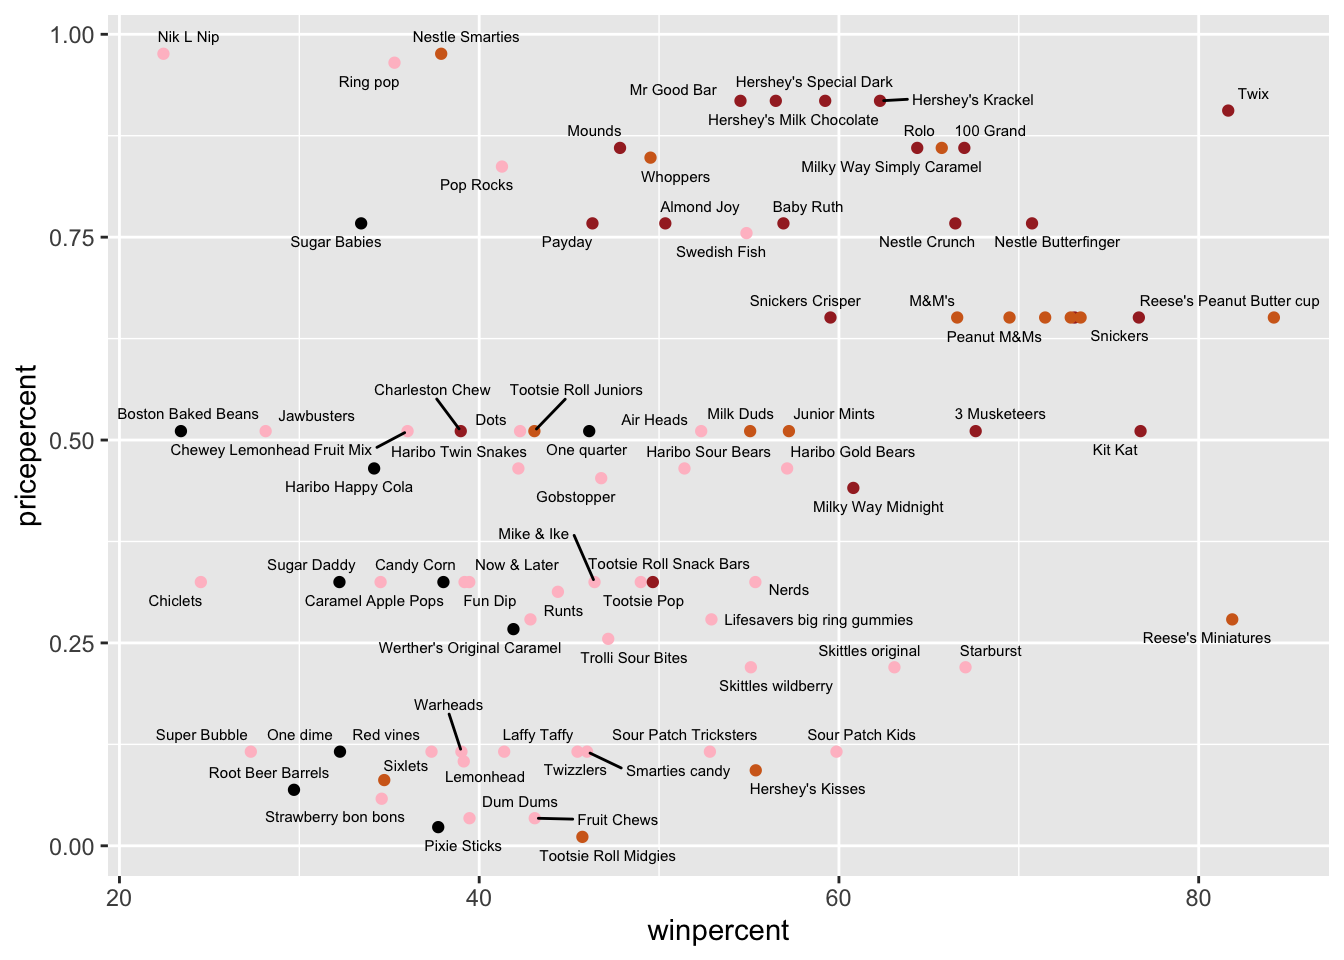 1.00
0.75
0.50
0.25
0.00
pricepercent
Nik L Nip
Nestle Smarties
Ring pop
Mr Good Bar
Hershey's Special Dark
Hershey's Krackel
Twix
Hershey's Milk Chocolate
Mounds
Rolo
100 Grand
Whoppers
Milky Way Simply Caramel
Pop Rocks
Almond Joy
Baby Ruth
Sugar Babies
Payday
Swedish Fish
Nestle Crunch
Nestle Butterfinger
Snickers Crisper
M&M's
Reese's Peanut Butter cup
Peanut M&Ms
Snickers
Charleston Chew
Tootsie Roll Juniors
Boston Baked Beans
Jawbusters
Dots
Air Heads
Milk Duds
Junior Mints
3 Musketeers
Chewey Lemonhead Fruit Mix
Haribo Twin Snakes
One quarter
Haribo Sour Bears
Haribo Gold Bears
Kit Kat
Haribo Happy Cola
Gobstopper
Milky Way Midnight
Mike & Ike
Sugar Daddy
Candy Corn
Now & Later
Tootsie Roll Snack Bars
Chiclets
Caramel Apple Pops
Fun Dip
Runts
Tootsie Pop
Nerds
Lifesavers big ring gummies
Werther's Original Caramel
Trolli Sour Bites
Skittles original
Starburst
Reese's Miniatures
Skittles wildberry
Warheads
Super Bubble
One dime
Red vines
Laffy Taffy
Sour Patch Tricksters
Sour Patch Kids
Root Beer Barrels
Sixlets
Lemonhead
Twizzlers
Smarties candy
Hershey's Kisses
Strawberry bon bons
Dum Dums
Fruit Chews
Pixie Sticks
Tootsie Roll Midgies
20
40
60
80
winpercent